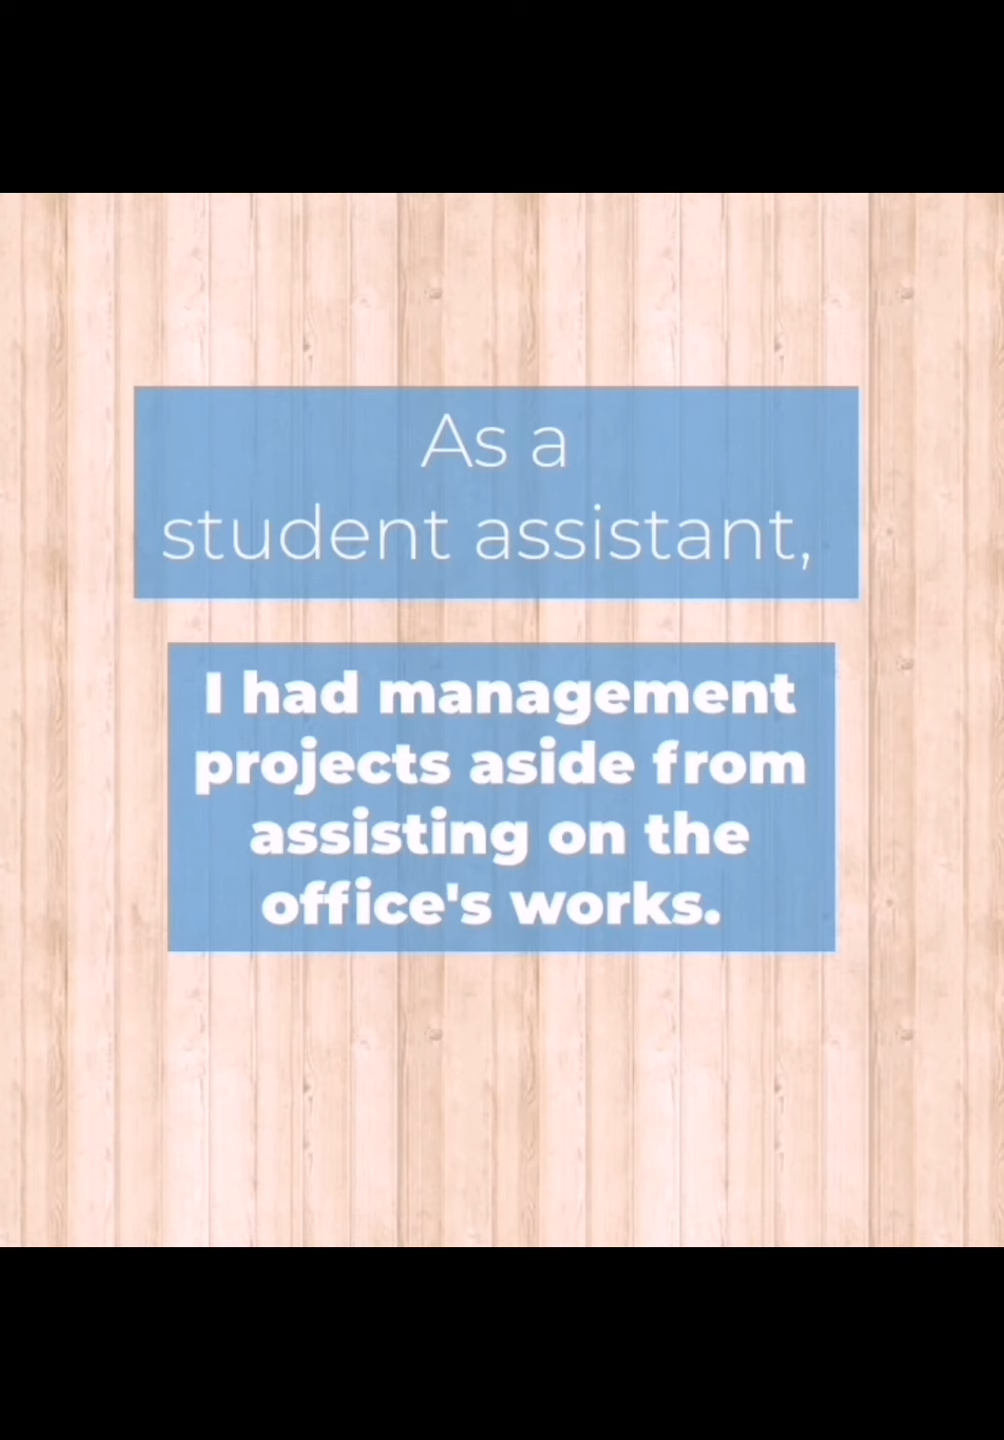 As a
student assistant,
I had management
projects aside from
assisting on the
office's works.